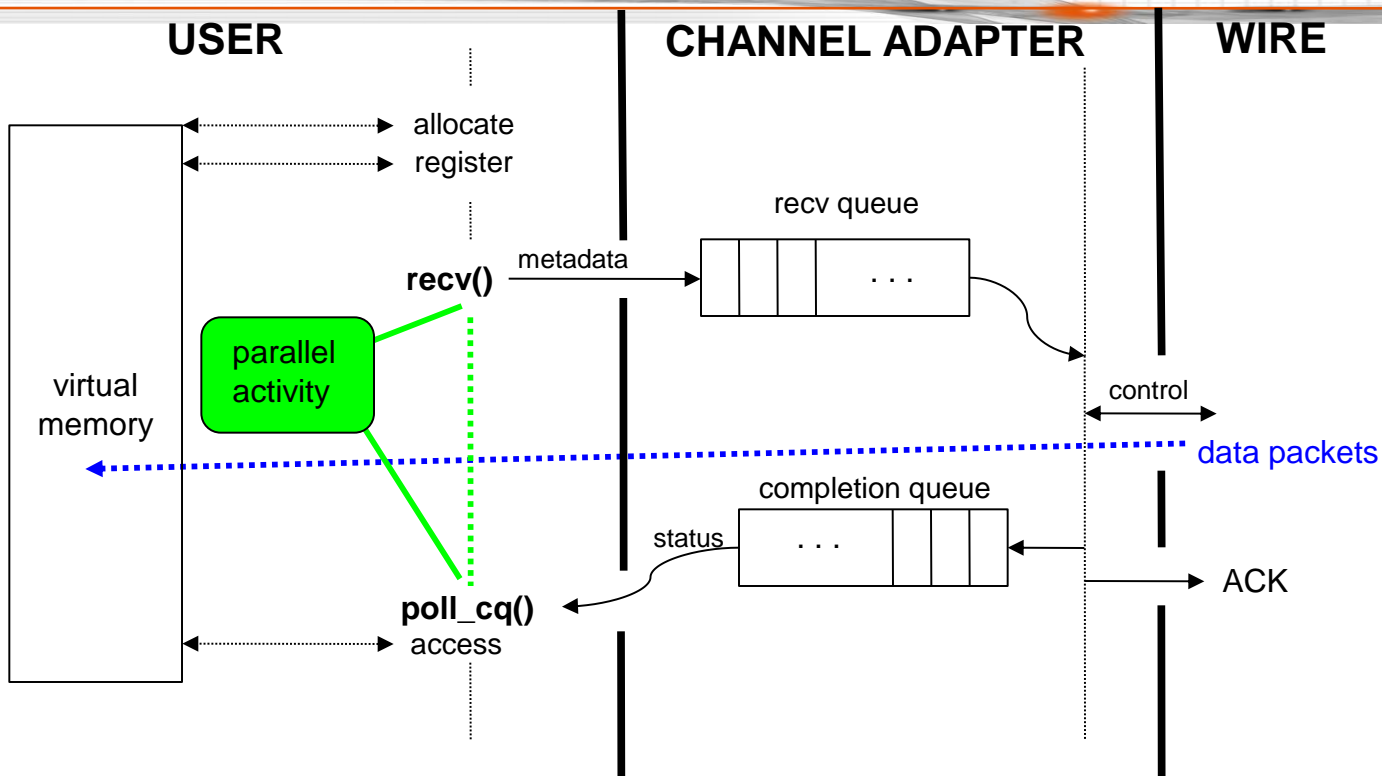 USER
CHANNEL ADAPTER
WIRE
allocate
register
recv queue
metadata
recv()
. . .
parallel
activity
virtual
memory
control
data packets
completion queue
status
. . .
ACK
poll_cq()
access